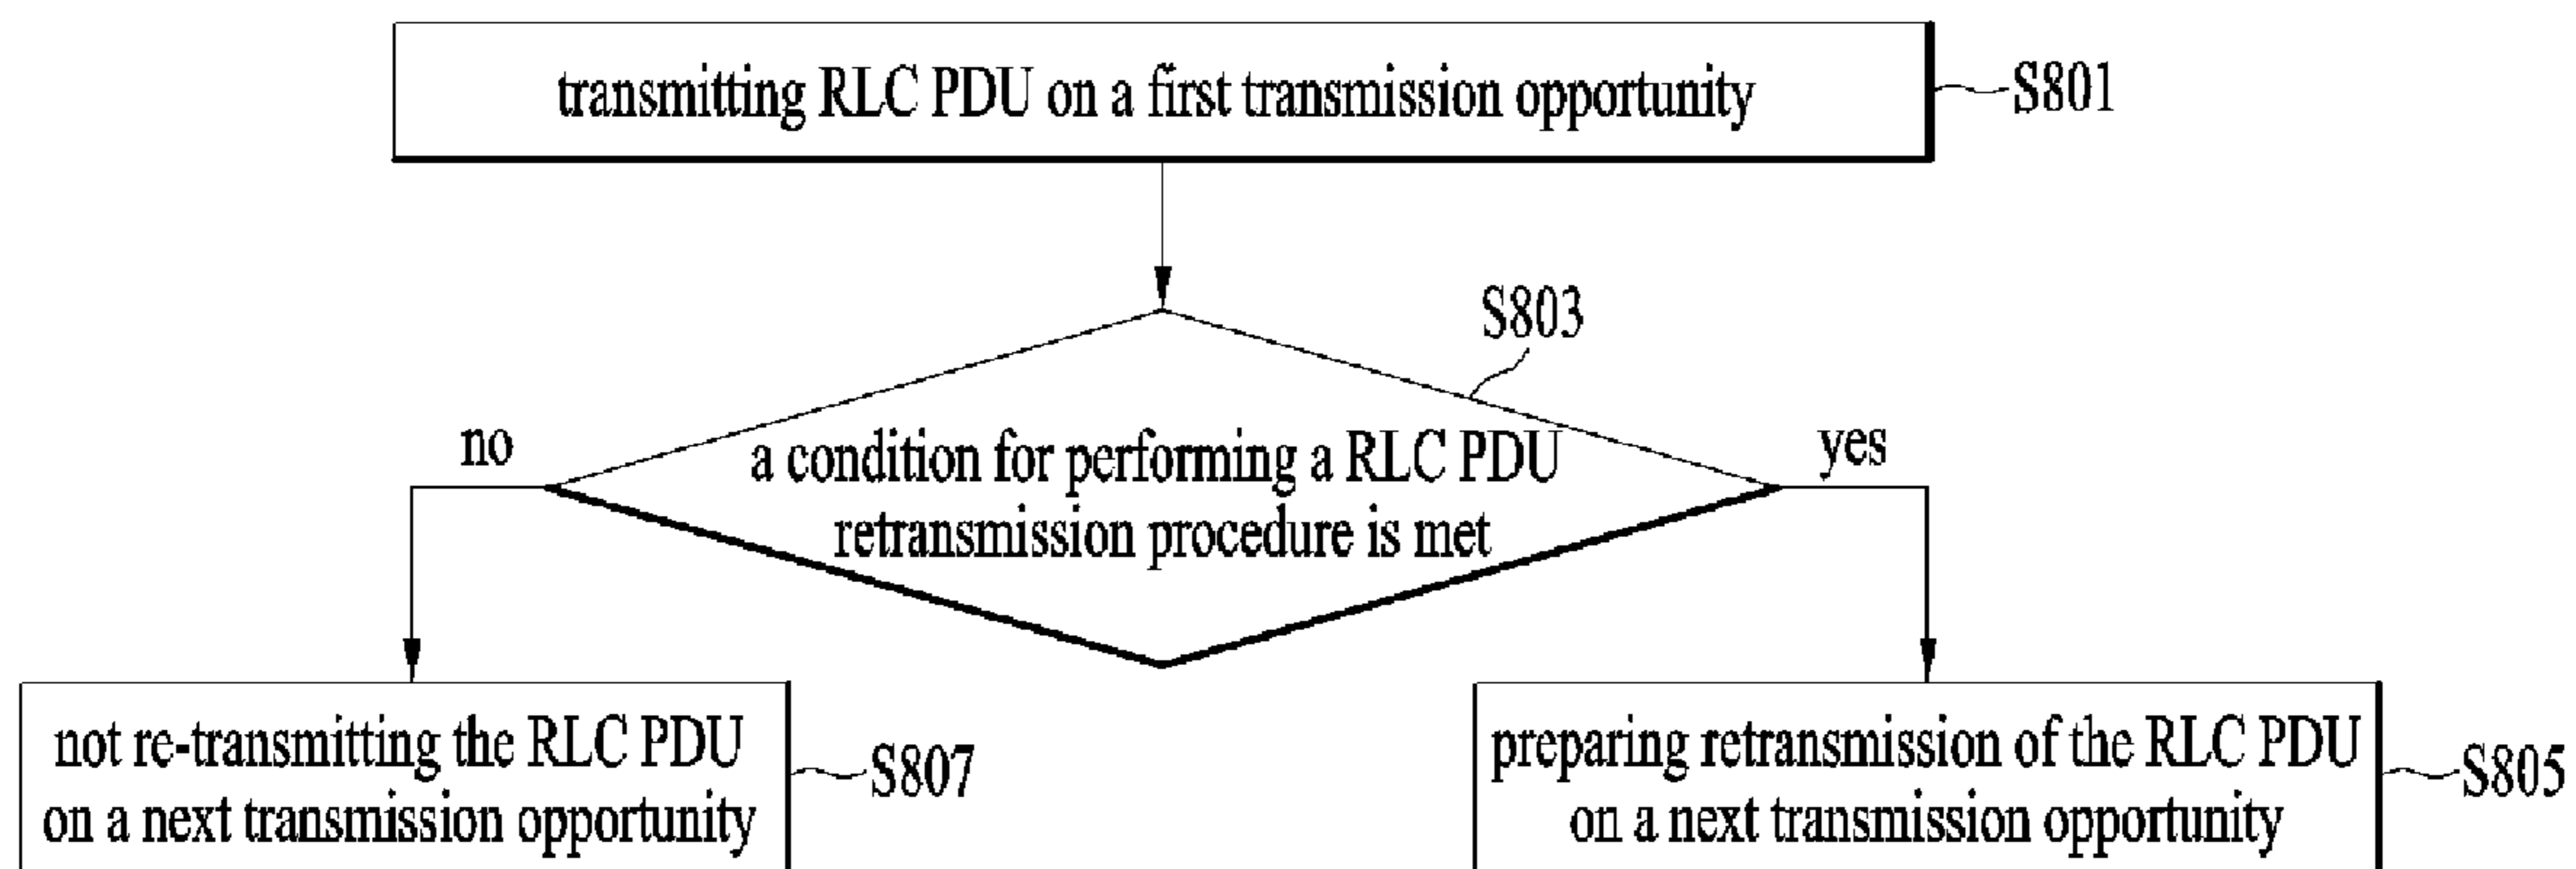 transmitting RLC PDU on a first transmission opportunity
S801
S803
no
a condition for performing a RLC PDU
retransmission procedure is met
yes
not re-transmitting the RLC PDU
on a next transmission opportunity
S807
preparing retransmission of the RLC PDU
on a next transmission opportunity
S805